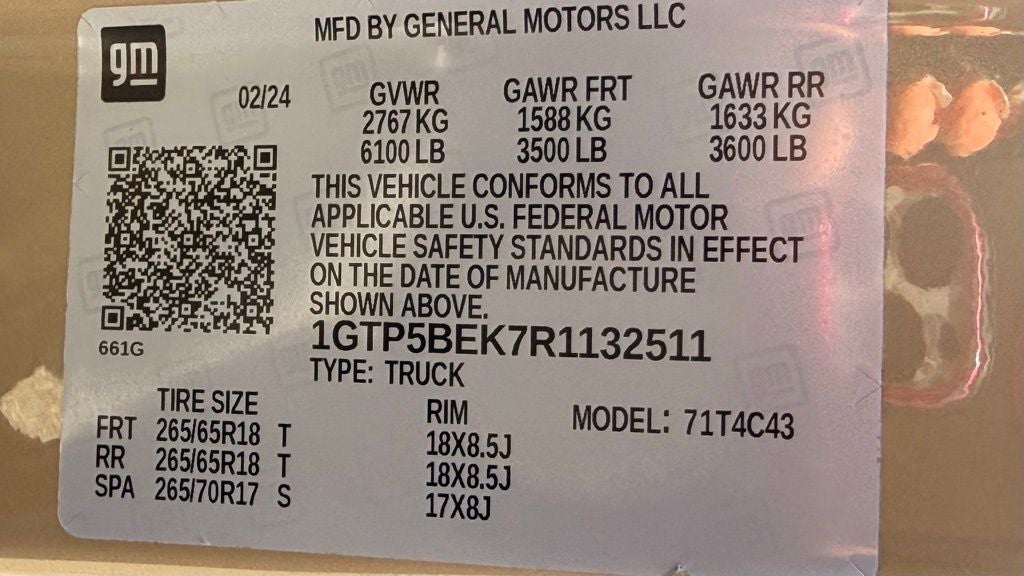 gm
MFD BY GENERAL MOTORS LLC
02/24
GVWR GAWR FRT GAWR RR
2767 KG 1588 KG 1633 KG
6100 LB 3500 LB 3600 LB
THIS VEHICLE CONFORMS TO ALL
APPLICABLE U.S. FEDERAL MOTOR
VEHICLE SAFETY STANDARDS IN EFFECT
ON THE DATE OF MANUFACTURE
SHOWN ABOVE.
661G
1GTP5BEK7R1132511
TYPE: TRUCK
TIRE SIZE RIM MODEL: 71T4C43
FRT 265/65R18 T 18X8.5J
RR 265/65R18 T 18X8.5J
SPA 265/70R17 S 17X8J